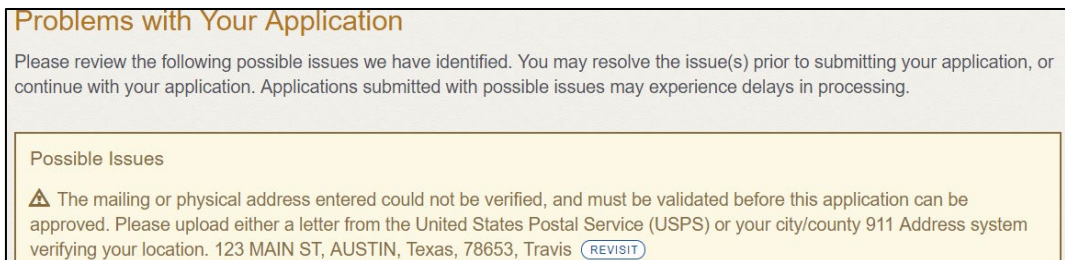 Problems with Your Application
Please review the following possible issues we have identified. You may resolve the issue(s) prior to submitting your application, or
continue with your application. Applications submitted with possible issues may experience delays in processing.
Possible Issues
The mailing or physical address entered could not be verified, and must be validated before this application can be
approved. Please upload either a letter from the United States Postal Service (USPS) or your city/county 911 Address system
verifying your location. 123 MAIN ST, AUSTIN, Texas, 78653, Travis REVISIT